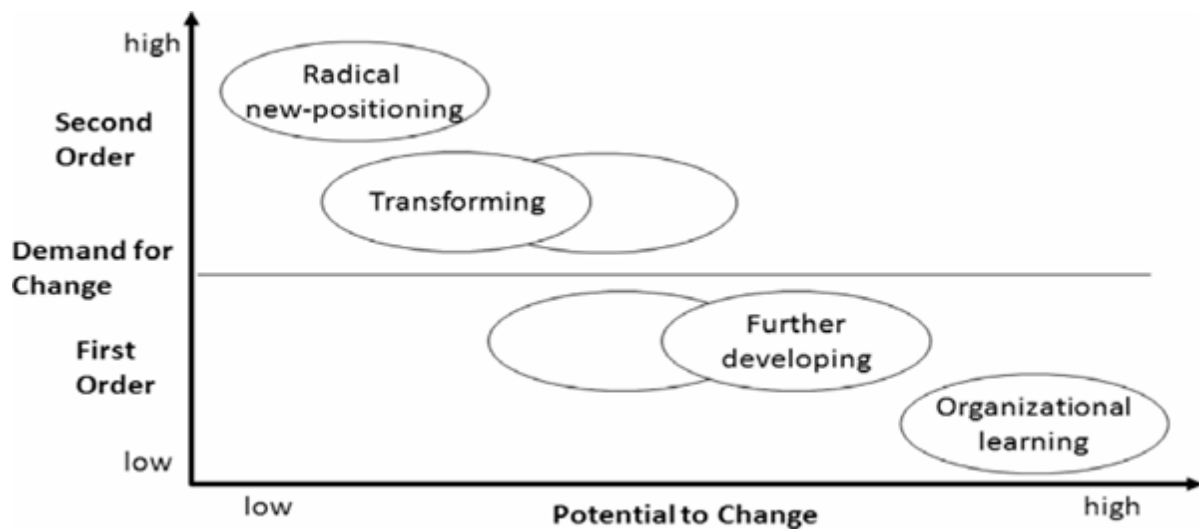 high
Radical
new-positioning
Second
Order
Transforming
Demand for
Change
Further
developing
First
Order
Organizational
learning
low
low
high
Potential to Change